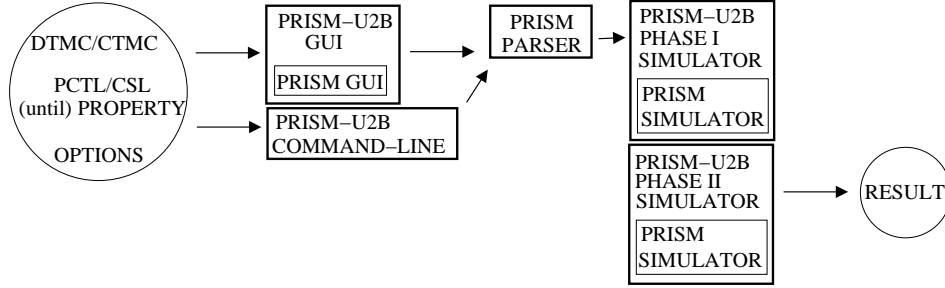 DTMC/CTMC
PCTL/CSL
(until) PROPERTY
OPTIONS
PRISM–U2B
GUI
PRISM GUI
PRISM–U2B
COMMAND–LINE
PRISM
PARSER
PRISM–U2B
PHASE I
SIMULATOR
PRISM
SIMULATOR
PRISM–U2B
PHASE II
SIMULATOR
PRISM
SIMULATOR
RESULT